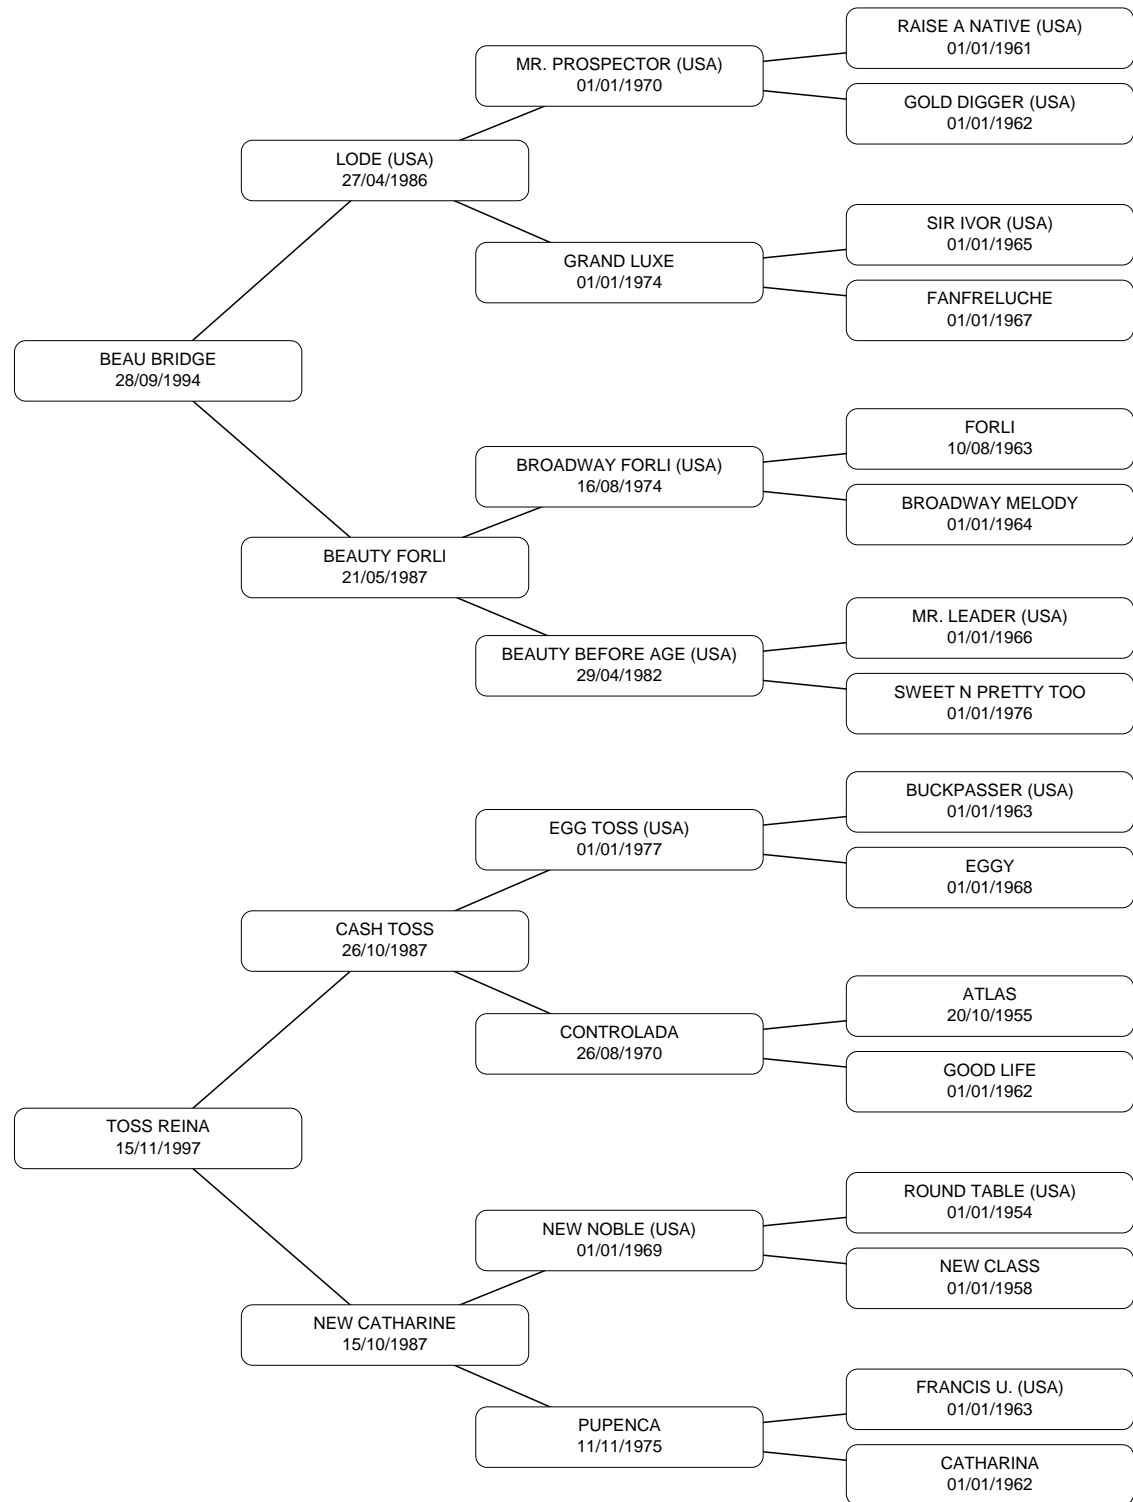 RAISE A NATIVE (USA)
01/01/1961
MR. PROSPECTOR (USA)
01/01/1970
GOLD DIGGER (USA)
01/01/1962
LODE (USA)
27/04/1986
SIR IVOR (USA)
01/01/1965
GRAND LUXE
01/01/1974
FANFRELUCHE
01/01/1967
BEAU BRIDGE
28/09/1994
FORLI
10/08/1963
BROADWAY FORLI (USA)
16/08/1974
BROADWAY MELODY
01/01/1964
BEAUTY FORLI
21/05/1987
MR. LEADER (USA)
01/01/1966
BEAUTY BEFORE AGE (USA)
29/04/1982
SWEET N PRETTY TOO
01/01/1976
BUCKPASSER (USA)
01/01/1963
EGG TOSS (USA)
01/01/1977
EGGY
01/01/1968
CASH TOSS
26/10/1987
ATLAS
20/10/1955
CONTROLADA
26/08/1970
GOOD LIFE
01/01/1962
TOSS REINA
15/11/1997
ROUND TABLE (USA)
01/01/1954
NEW NOBLE (USA)
01/01/1969
NEW CLASS
01/01/1958
NEW CATHARINE
15/10/1987
FRANCIS U. (USA)
01/01/1963
PUPENCA
11/11/1975
CATHARINA
01/01/1962